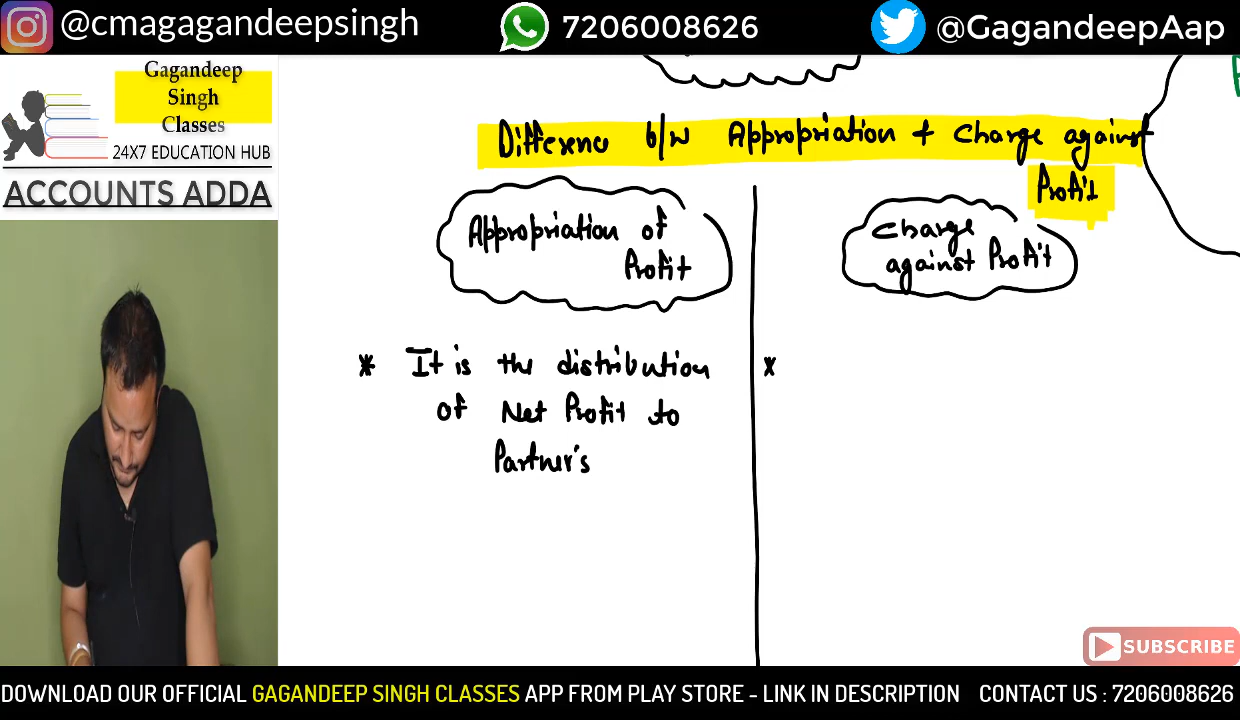 @cmagagandeepsingh 7206008626 @GagandeepAap
Gagandeep
Singh
Classes
24X7 EDUCATION HUB
ACCOUNTS ADDA
Difference b/w Appropriation + Charge against
Profit
Appropriation of
Profit
Charge
against Profit
* It is the distribution
of Net Profit to
Partner's
*
SUBSCRIBE
DOWNLOAD OUR OFFICIAL GAGANDEEP SINGH CLASSES APP FROM PLAY STORE - LINK IN DESCRIPTION CONTACT US : 7206008626